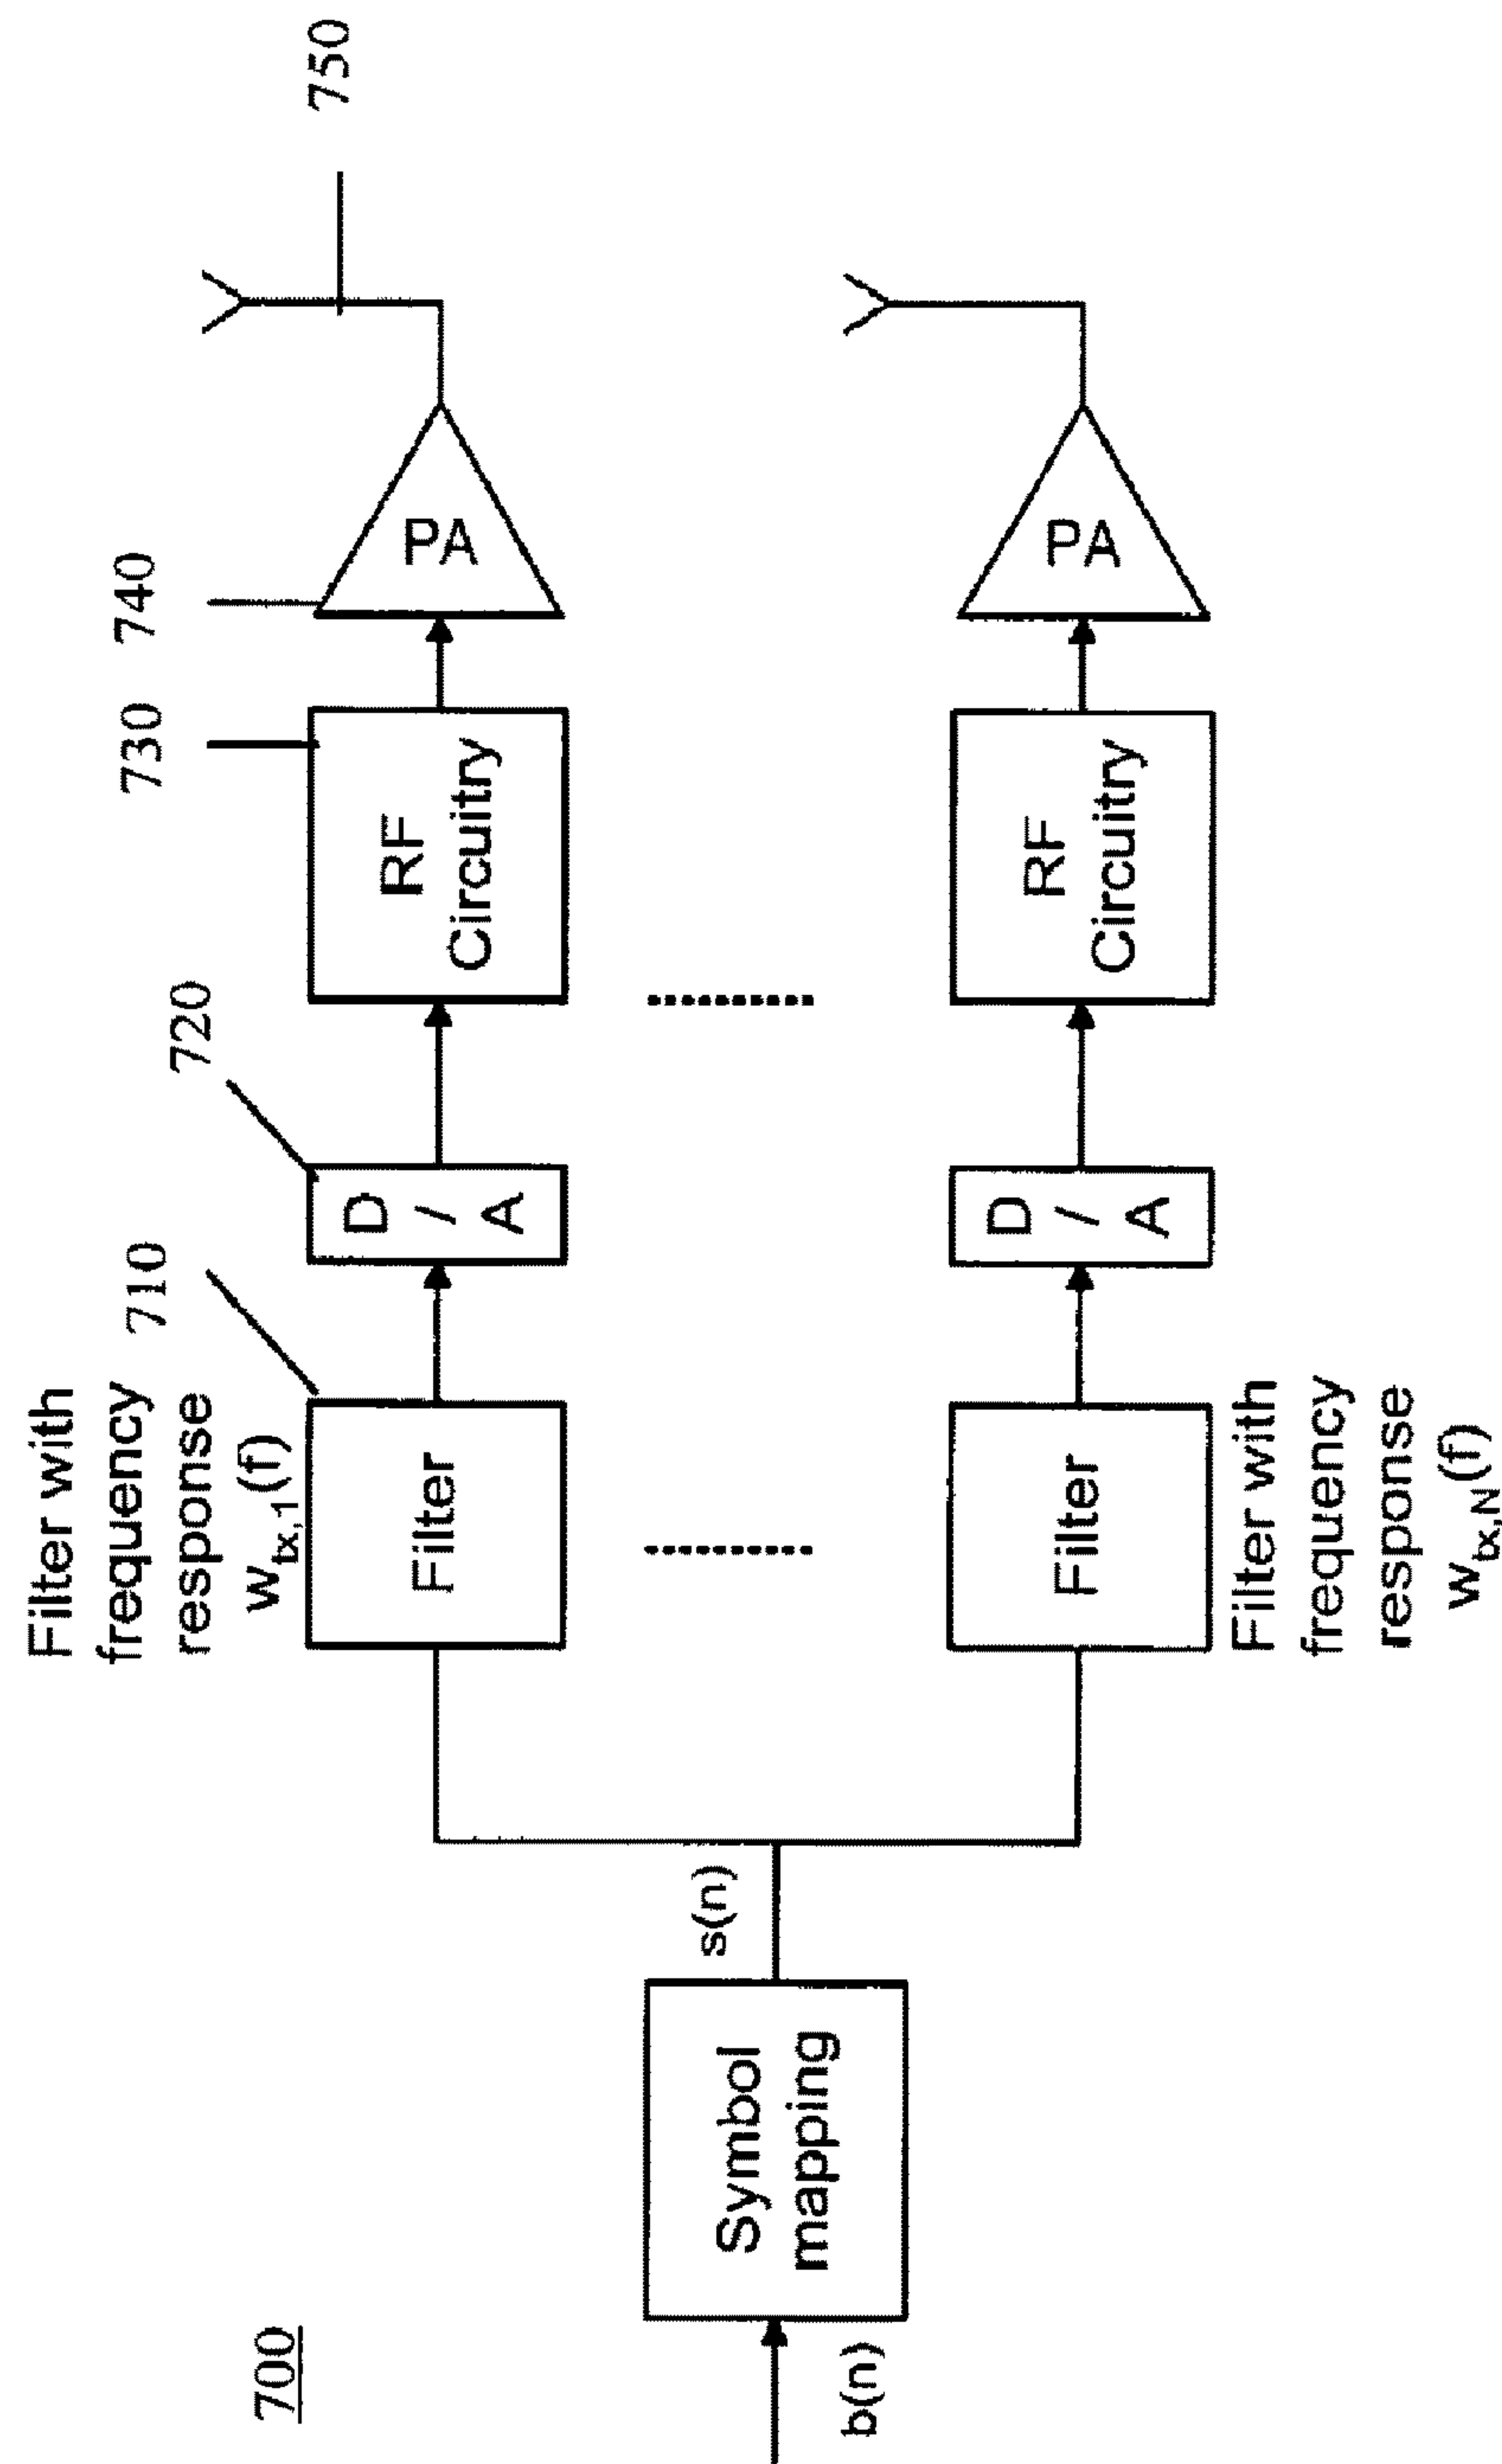 700
b(n)
Symbol
mapping
s(n)
Filter with
frequency
response
w_tx,1(f)
710
Filter
720
D
/
A
730
RF
Circuitry
740
PA
750
Filter
Filter with
frequency
response
w_tx,N(f)
D
/
A
RF
Circuitry
PA